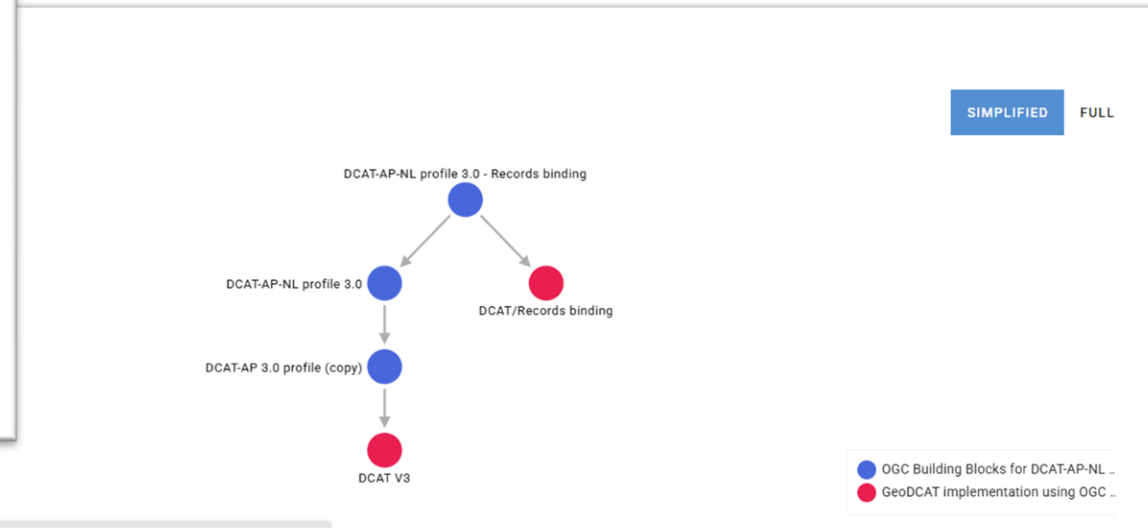 SIMPLIFIED FULL
DCAT-AP-NL profile 3.0 - Records binding
DCAT-AP-NL profile 3.0
DCAT/Records binding
DCAT-AP 3.0 profile (copy)
DCAT V3
OGC Building Blocks for DCAT-AP-NL ..
GeoDCAT implementation using OGC ..